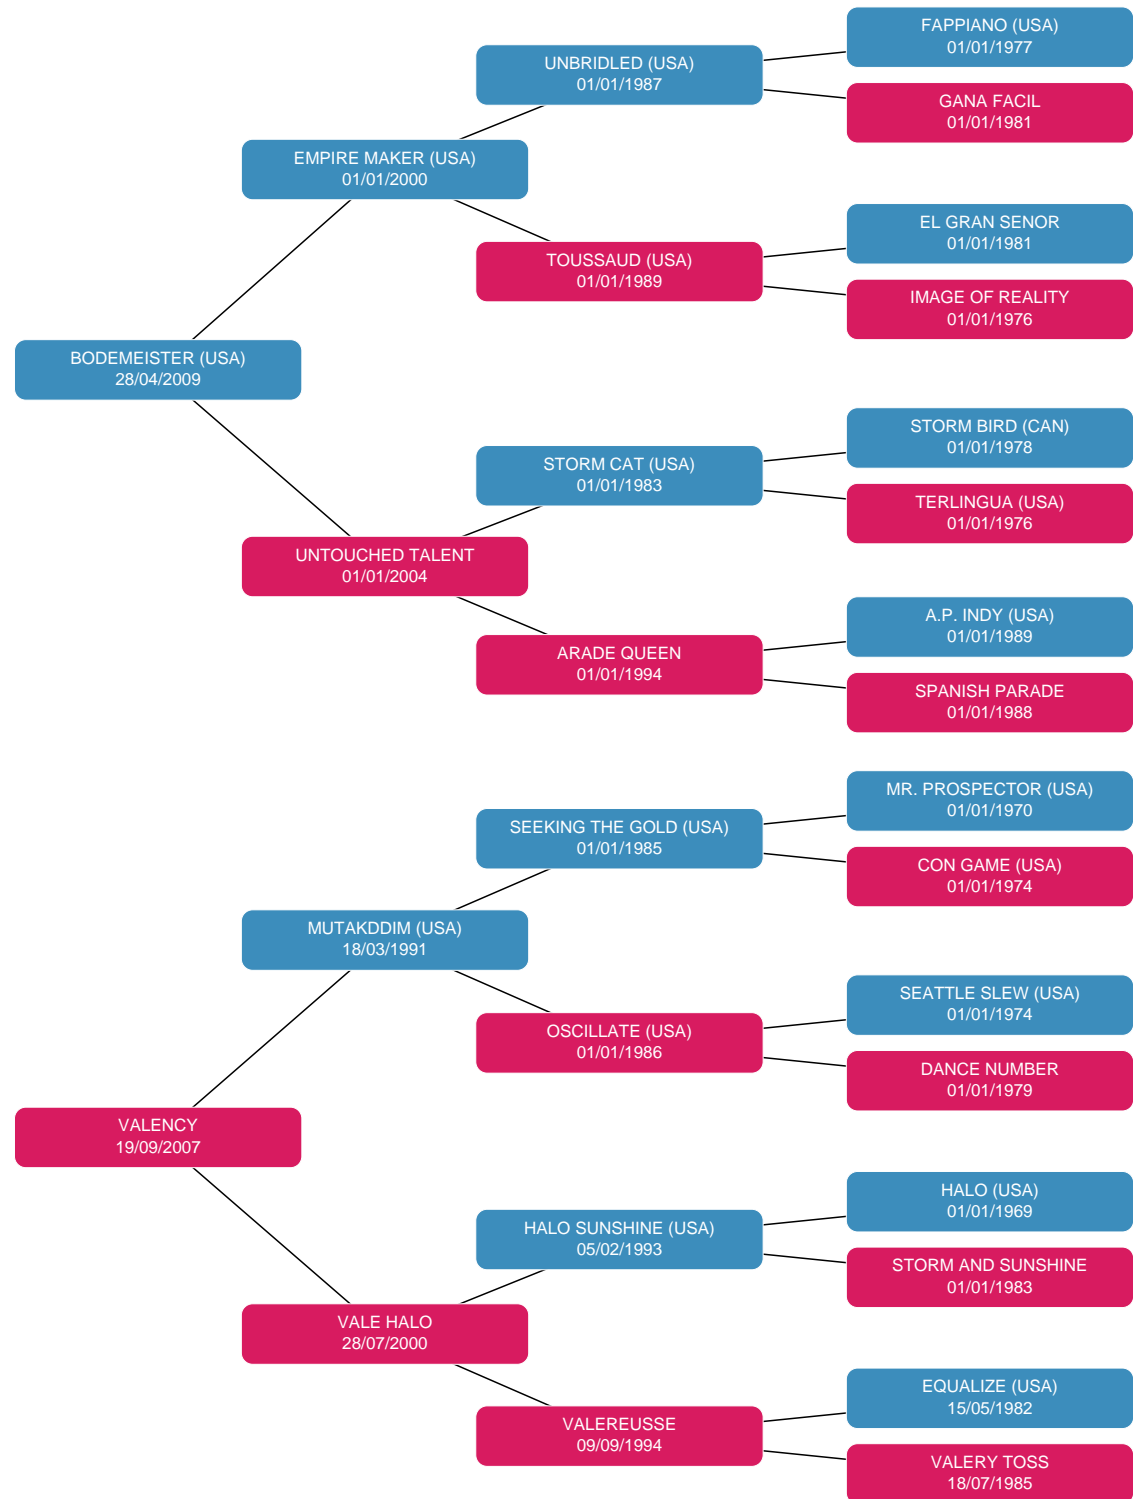 FAPPIANO (USA)
01/01/1977
UNBRIDLED (USA)
01/01/1987
GANA FACIL
01/01/1981
EMPIRE MAKER (USA)
01/01/2000
EL GRAN SENOR
01/01/1981
TOUSSAUD (USA)
01/01/1989
IMAGE OF REALITY
01/01/1976
BODEMEISTER (USA)
28/04/2009
STORM BIRD (CAN)
01/01/1978
STORM CAT (USA)
01/01/1983
TERLINGUA (USA)
01/01/1976
UNTOUCHED TALENT
01/01/2004
A.P. INDY (USA)
01/01/1989
ARADE QUEEN
01/01/1994
SPANISH PARADE
01/01/1988
MR. PROSPECTOR (USA)
01/01/1970
SEEKING THE GOLD (USA)
01/01/1985
CON GAME (USA)
01/01/1974
MUTAKDDIM (USA)
18/03/1991
SEATTLE SLEW (USA)
01/01/1974
OSCILLATE (USA)
01/01/1986
DANCE NUMBER
01/01/1979
VALENCY
19/09/2007
HALO (USA)
01/01/1969
HALO SUNSHINE (USA)
05/02/1993
STORM AND SUNSHINE
01/01/1983
VALE HALO
28/07/2000
EQUALIZE (USA)
15/05/1982
VALEREUSSE
09/09/1994
VALERY TOSS
18/07/1985